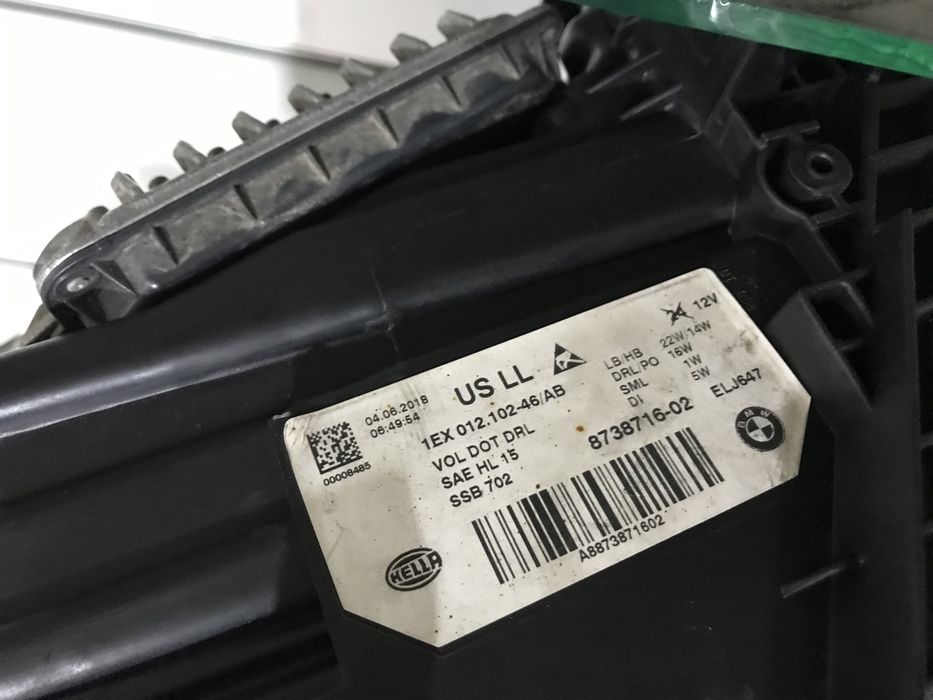 04.06.2018
06:49:54
00008485
US LL
1EX 012.102-46/AB
VOL DOT DRL
SAE HL 15
SSB 702
12V
LB/HB 22W/14W
DRL/PO 16W
SML 1W
DI 5W
8738716-02
ELJ647
BMW
HELLA
A8873871602